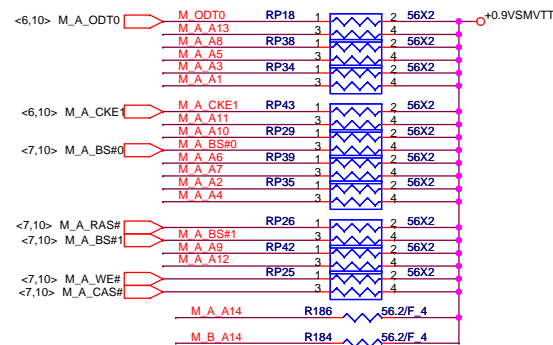 <6,10> M_A_ODT0 M_ODT0 RP18 1 2 56X2 +0.9VSMVTT
M_A_A13 3 4
M_A_A8 RP38 1 2 56X2
M_A_A5 3 4
M_A_A3 RP34 1 2 56X2
M_A_A1 3 4
<6,10> M_A_CKE1 M_A_CKE1 RP43 1 2 56X2
M_A_A11 3 4
M_A_A10 RP29 1 2 56X2
<7,10> M_A_BS#0 M_A_BS#0 3 4
M_A_A6 RP39 1 2 56X2
M_A_A7 3 4
M_A_A2 RP35 1 2 56X2
M_A_A4 3 4
<7,10> M_A_RAS# RP26 1 2 56X2
<7,10> M_A_BS#1 M_A_BS#1 3 4
M_A_A9 RP42 1 2 56X2
M_A_A12 3 4
<7,10> M_A_WE# RP25 1 2 56X2
<7,10> M_A_CAS# 3 4
M_A_A14 R186 56.2/F_4
M_B_A14 R184 56.2/F_4